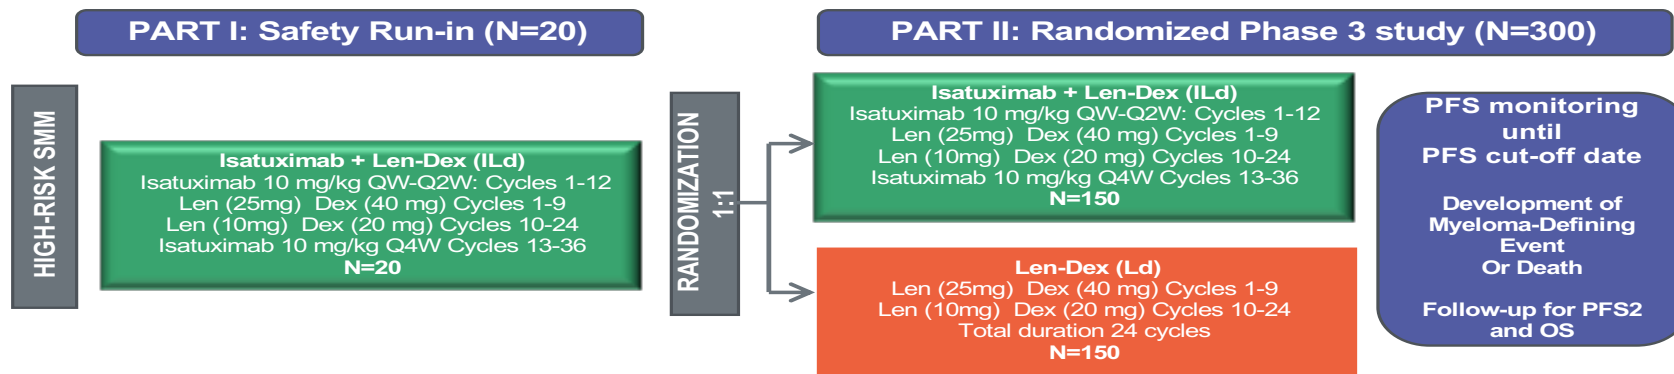 PART I: Safety Run-in (N=20)
HIGH-RISK SMM
Isatuximab + Len-Dex (ILd)
Isatuximab 10 mg/kg QW-Q2W: Cycles 1-12
Len (25mg) Dex (40 mg) Cycles 1-9
Len (10mg) Dex (20 mg) Cycles 10-24
Isatuximab 10 mg/kg Q4W Cycles 13-36
N=20
PART II: Randomized Phase 3 study (N=300)
RANDOMIZATION
1:1
Isatuximab + Len-Dex (ILd)
Isatuximab 10 mg/kg QW-Q2W: Cycles 1-12
Len (25mg) Dex (40 mg) Cycles 1-9
Len (10mg) Dex (20 mg) Cycles 10-24
Isatuximab 10 mg/kg Q4W Cycles 13-36
N=150
Len-Dex (Ld)
Len (25mg) Dex (40 mg) Cycles 1-9
Len (10mg) Dex (20 mg) Cycles 10-24
Total duration 24 cycles
N=150
PFS monitoring
until
PFS cut-off date
Development of
Myeloma-Defining
Event
Or Death
Follow-up for PFS2
and OS